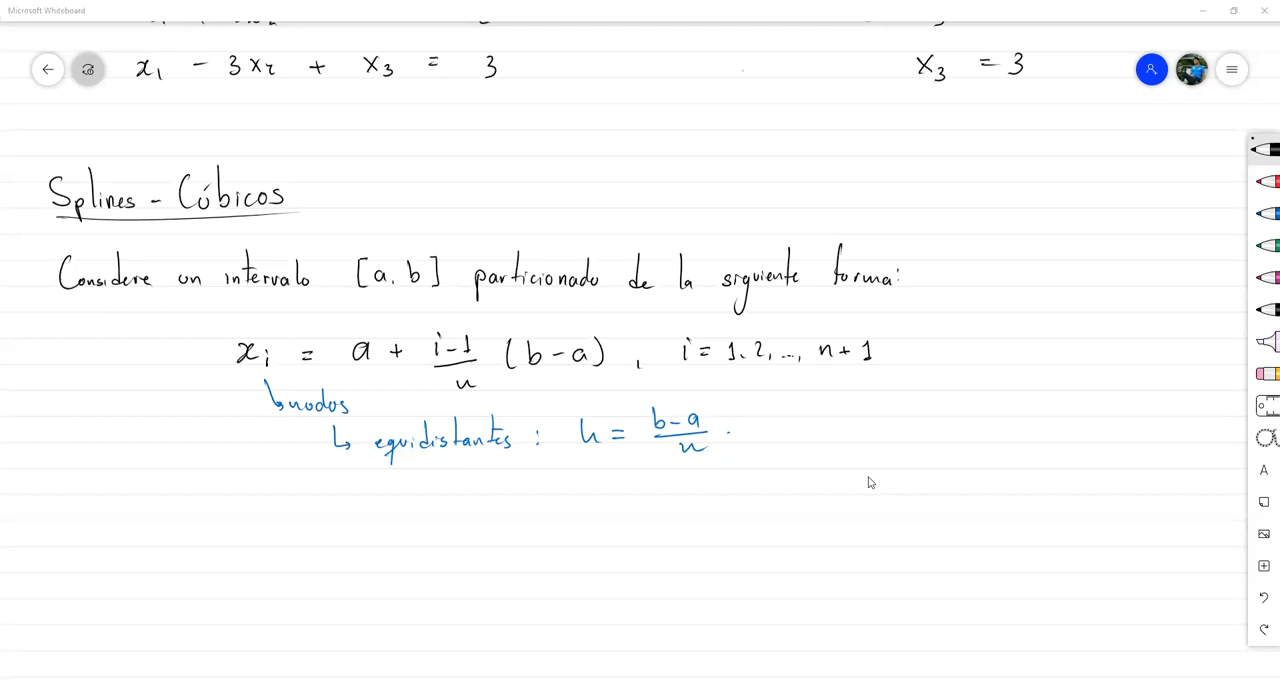 Microsoft Whiteboard
x₁ - 3x₂ + x₃ = 3
x₃ = 3
Splines - Cúbicos
Considere un intervalo [a, b] particionado de la siguiente forma:
xᵢ = a + (i-1)/n (b-a), i = 1, 2, ..., n+1
↳ nodos
↳ equidistantes: h = (b-a)/n.
A